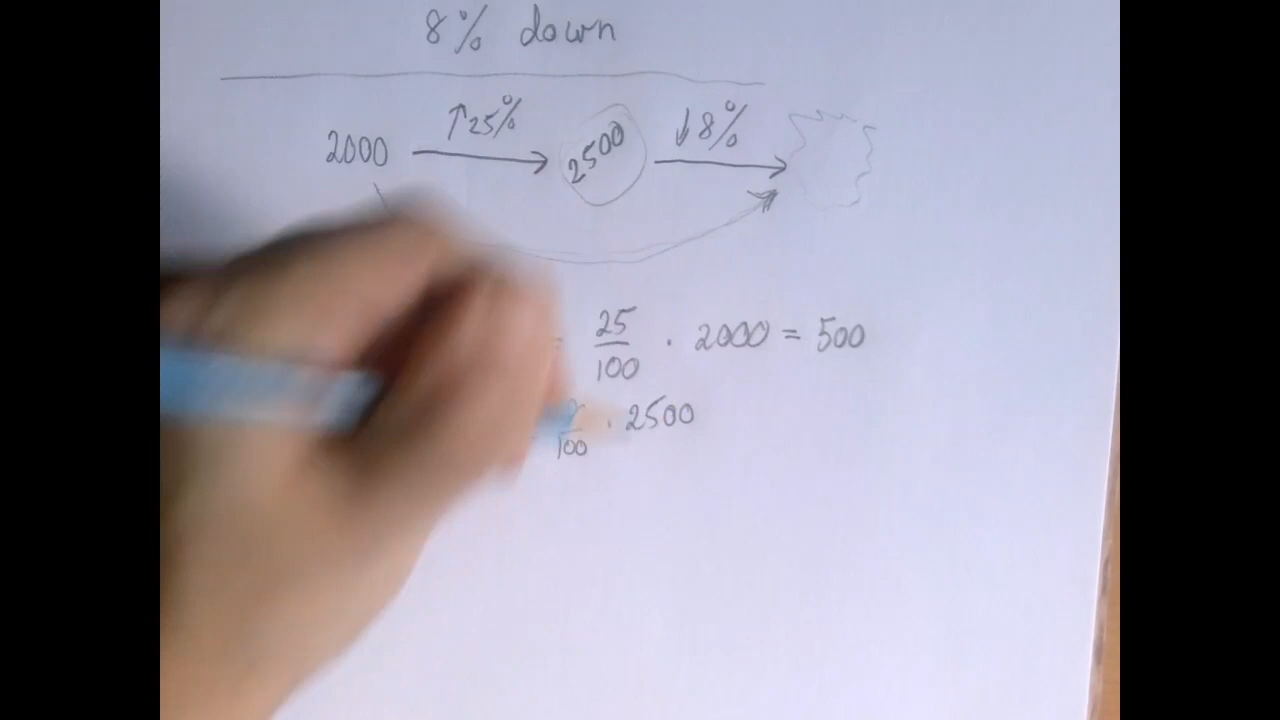 8% down
2000 ↑25% 2500 ↓8%
= 25/100 · 2000 = 500
/100 · 2500